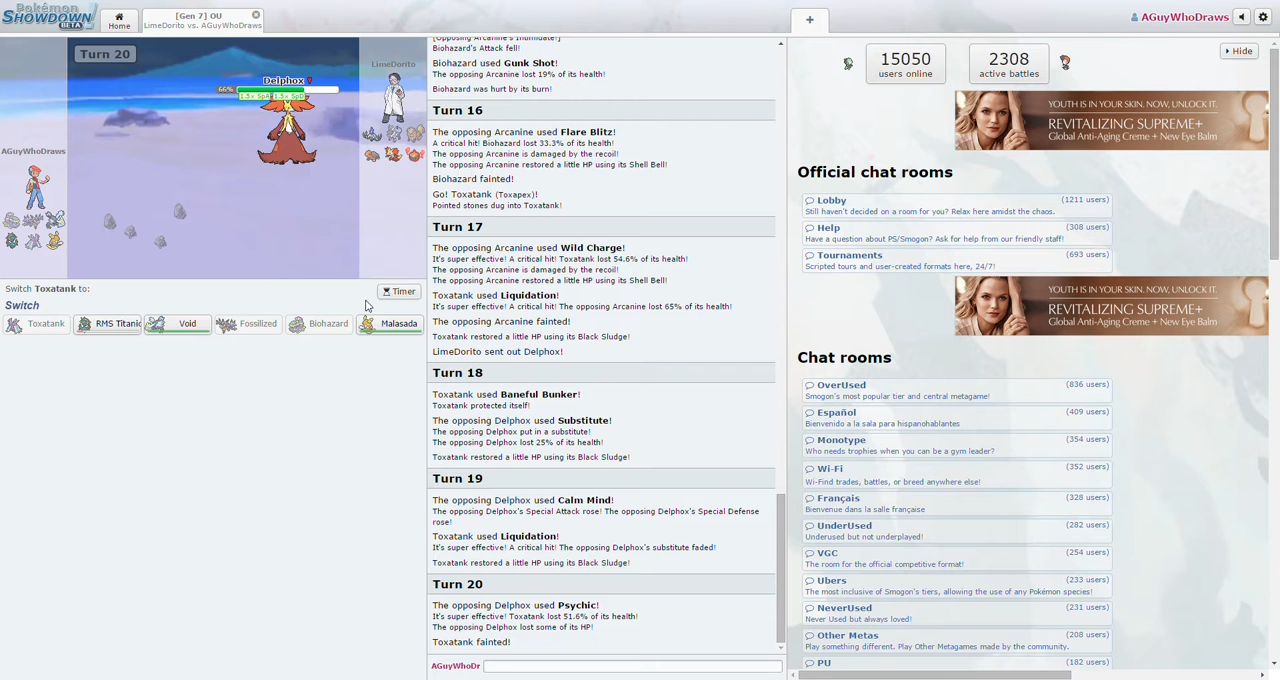 Pokémon
SHOWDOWN
BETA
Home
[Gen 7] OU
LimeDorito vs. AGuyWhoDraws
+
AGuyWhoDraws
Turn 20
Delphox
66%
1.5× SpA 1.5× SpD
LimeDorito
AGuyWhoDraws
Switch Toxatank to:
Timer
Switch
Toxatank
RMS Titanic
Void
Fossilized
Biohazard
Malasada
[Opposing Arcanine's Intimidate!]
Biohazard's Attack fell!
Biohazard used Gunk Shot!
The opposing Arcanine lost 19% of its health!
Biohazard was hurt by its burn!
Turn 16
The opposing Arcanine used Flare Blitz!
A critical hit! Biohazard lost 33.3% of its health!
The opposing Arcanine is damaged by the recoil!
The opposing Arcanine restored a little HP using its Shell Bell!
Biohazard fainted!
Go! Toxatank (Toxapex)!
Pointed stones dug into Toxatank!
Turn 17
The opposing Arcanine used Wild Charge!
It's super effective! A critical hit! Toxatank lost 54.6% of its health!
The opposing Arcanine is damaged by the recoil!
The opposing Arcanine restored a little HP using its Shell Bell!
Toxatank used Liquidation!
It's super effective! A critical hit! The opposing Arcanine lost 65% of its health!
The opposing Arcanine fainted!
Toxatank restored a little HP using its Black Sludge!
LimeDorito sent out Delphox!
Turn 18
Toxatank used Baneful Bunker!
Toxatank protected itself!
The opposing Delphox used Substitute!
The opposing Delphox put in a substitute!
The opposing Delphox lost 25% of its health!
Toxatank restored a little HP using its Black Sludge!
Turn 19
The opposing Delphox used Calm Mind!
The opposing Delphox's Special Attack rose! The opposing Delphox's Special Defense
rose!
Toxatank used Liquidation!
It's super effective! A critical hit! The opposing Delphox's substitute faded!
Toxatank restored a little HP using its Black Sludge!
Turn 20
The opposing Delphox used Psychic!
It's super effective! Toxatank lost 51.6% of its health!
The opposing Delphox lost some of its HP!
Toxatank fainted!
AGuyWhoDr
15050
users online
2308
active battles
Hide
YOUTH IS IN YOUR SKIN. NOW, UNLOCK IT.
REVITALIZING SUPREME+
Global Anti-Aging Creme + New Eye Balm
Official chat rooms
Lobby (1211 users)
Still haven't decided on a room for you? Relax here amidst the chaos.
Help (308 users)
Have a question about PS/Smogon? Ask for help from our friendly staff!
Tournaments (693 users)
Scripted tours and user-created formats here, 24/7!
YOUTH IS IN YOUR SKIN. NOW, UNLOCK IT.
REVITALIZING SUPREME+
Global Anti-Aging Creme + New Eye Balm
Chat rooms
OverUsed (836 users)
Smogon's most popular tier and central metagame!
Español (409 users)
Bienvenido a la sala para hispanohablantes
Monotype (354 users)
Who needs trophies when you can be a gym leader?
Wi-Fi (352 users)
Wi-Find trades, battles, or breed anywhere else!
Français (328 users)
Bienvenue dans la salle française
UnderUsed (282 users)
Underused but not underplayed!
VGC (254 users)
The room for the official competitive format!
Ubers (233 users)
The most inclusive of Smogon's tiers, allowing the use of any Pokémon species!
NeverUsed (231 users)
Never Used but always loved!
Other Metas (208 users)
Play something different. Play Other Metagames made by the community.
PU (182 users)